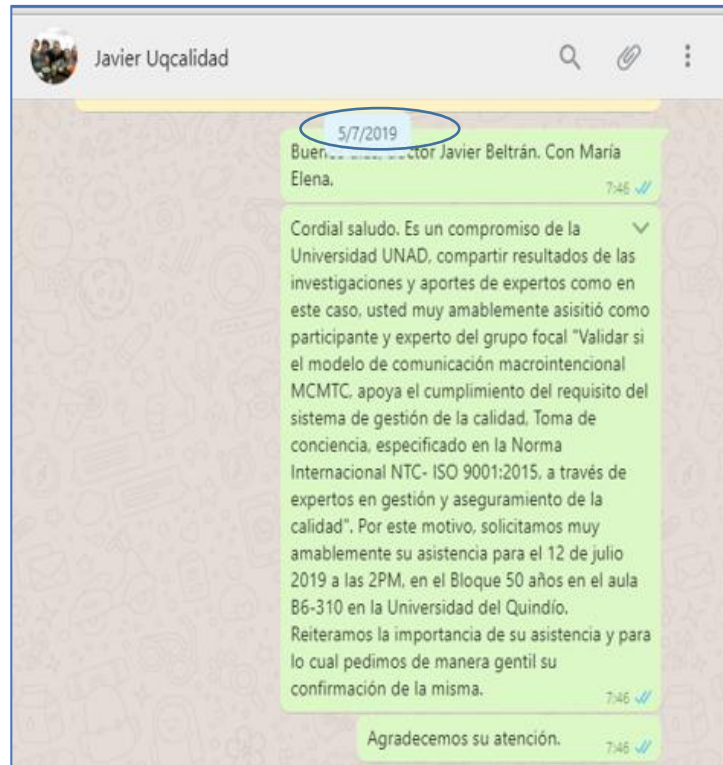 Javier Uqcalidad
5/7/2019
Javier Beltrán. Con María
Elena.
7:46
Cordial saludo. Es un compromiso de la
Universidad UNAD, compartir resultados de las
investigaciones y aportes de expertos como en
este caso, usted muy amablemente asisitió como
participante y experto del grupo focal "Validar si
el modelo de comunicación macrointencional
MCMTC, apoya el cumplimiento del requisito del
sistema de gestión de la calidad, Toma de
conciencia, especificado en la Norma
Internacional NTC- ISO 9001:2015, a través de
expertos en gestión y aseguramiento de la
calidad". Por este motivo, solicitamos muy
amablemente su asistencia para el 12 de julio
2019 a las 2PM, en el Bloque 50 años en el aula
B6-310 en la Universidad del Quindío.
Reiteramos la importancia de su asistencia y para
lo cual pedimos de manera gentil su
confirmación de la misma.
7:46
Agradecemos su atención.
7:46